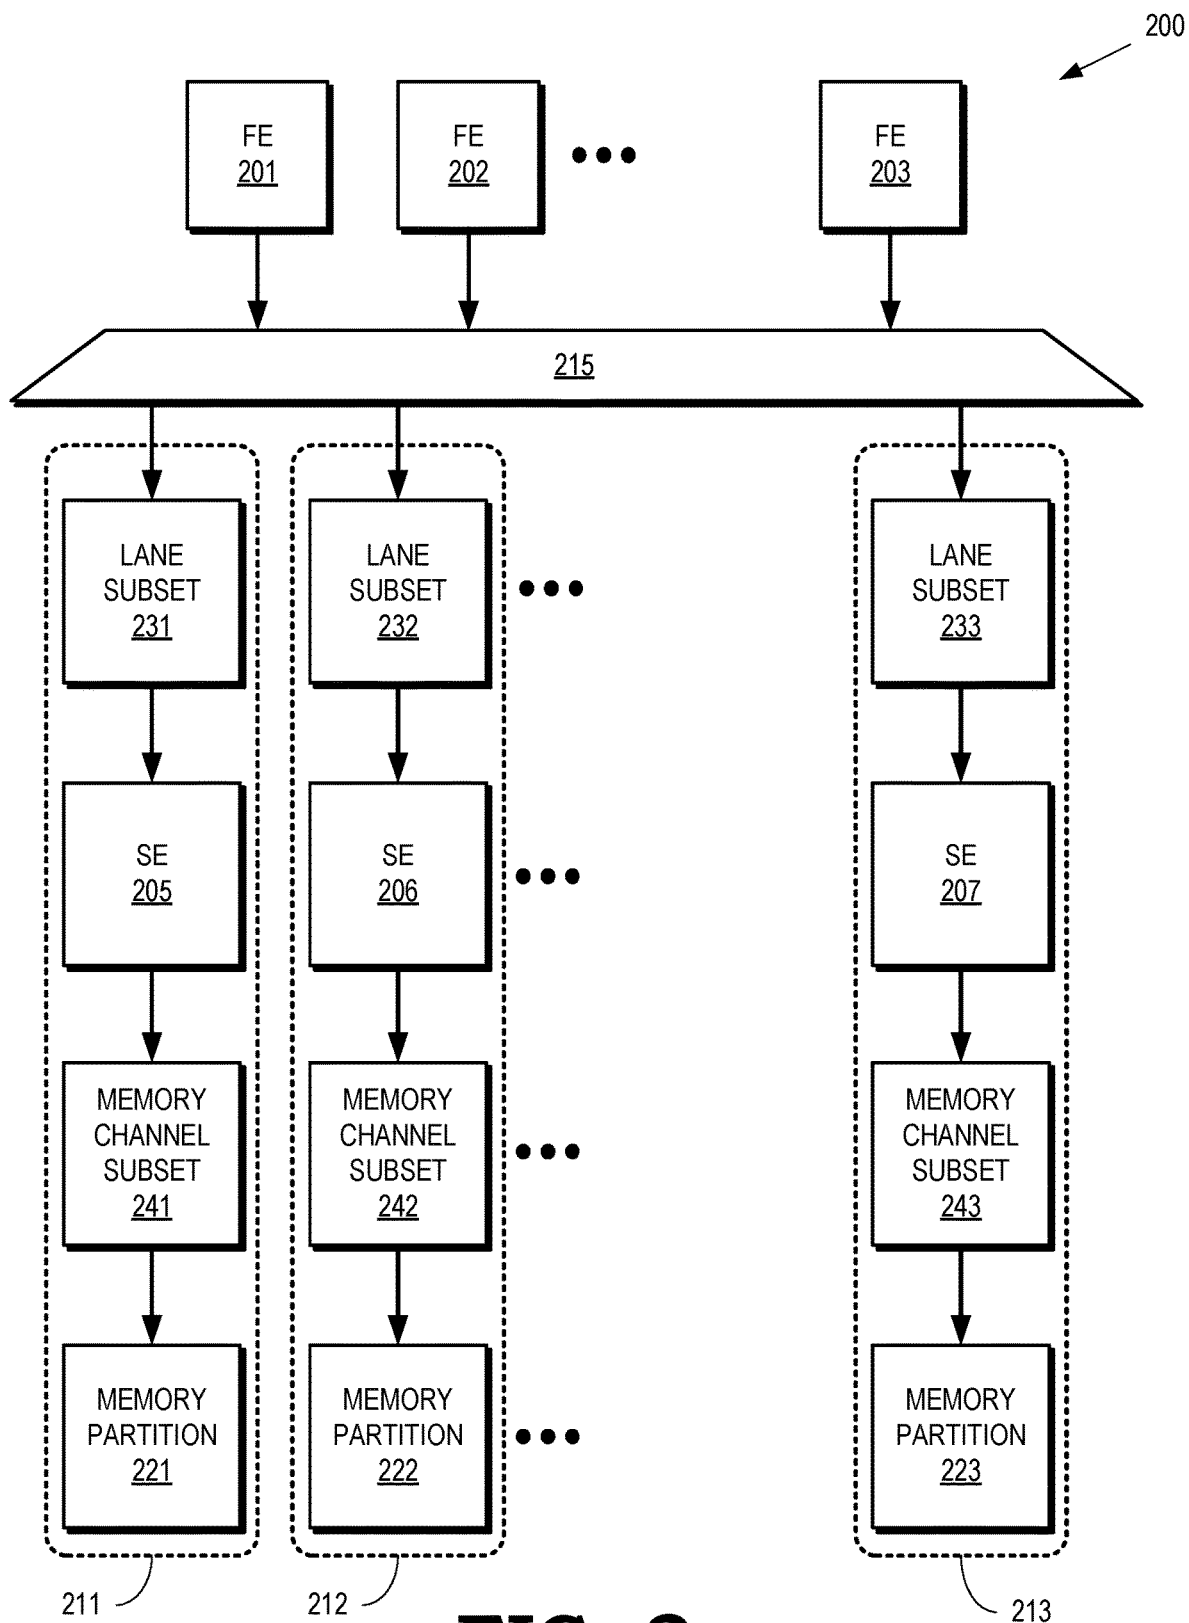 200
FE
201
FE
202
FE
203
215
LANE
SUBSET
231
LANE
SUBSET
232
LANE
SUBSET
233
SE
205
SE
206
SE
207
MEMORY
CHANNEL
SUBSET
241
MEMORY
CHANNEL
SUBSET
242
MEMORY
CHANNEL
SUBSET
243
MEMORY
PARTITION
221
MEMORY
PARTITION
222
MEMORY
PARTITION
223
211
212
213